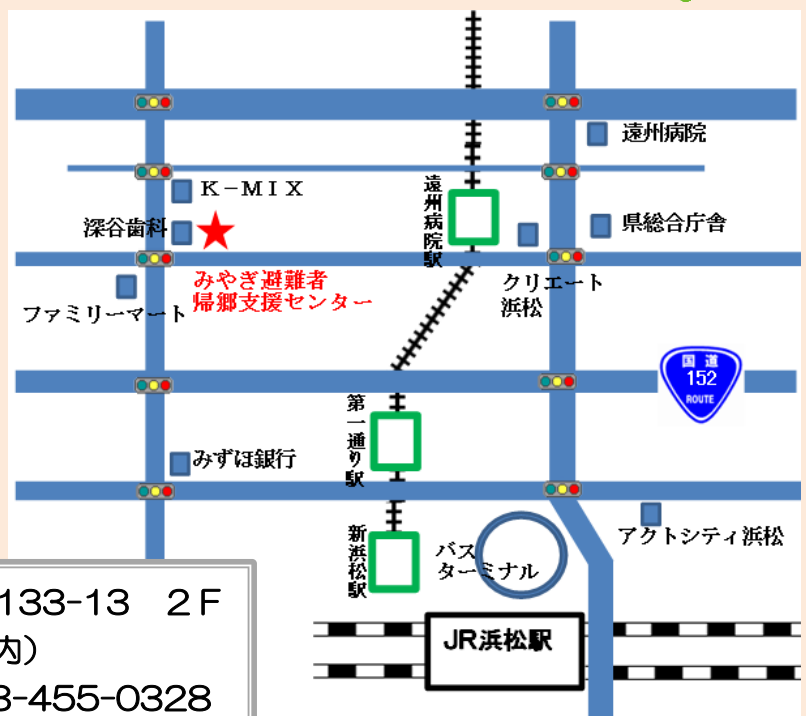 遠州病院
K-MIX
遠州病院駅
深谷歯科
県総合庁舎
みやぎ避難者
帰郷支援センター
クリエート
浜松
ファミリーマート
国道
152
ROUTE
第一通り駅
みずほ銀行
新浜松駅
バス
ターミナル
アクトシティ浜松
JR浜松駅
133-13 2F
内)
-455-0328